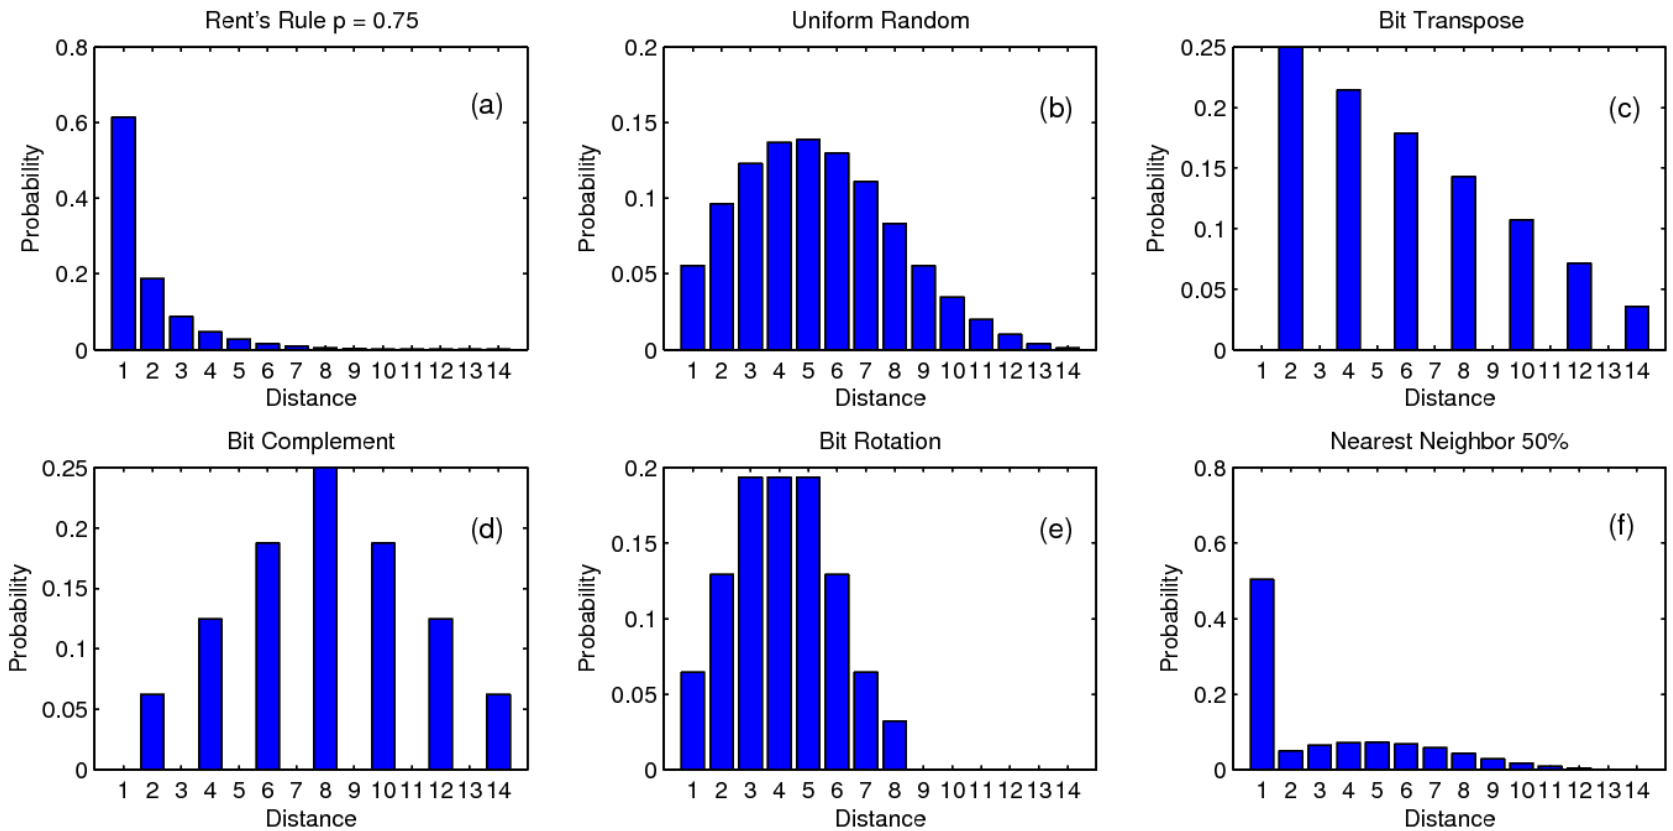 Rent's Rule p = 0.75
0.8
0.6
0.4
0.2
0
Probability
(a)
1 2 3 4 5 6 7 8 9 10 11 12 13 14
Distance
Uniform Random
0.2
0.15
0.1
0.05
0
Probability
(b)
1 2 3 4 5 6 7 8 9 10 11 12 13 14
Distance
Bit Transpose
0.25
0.2
0.15
0.1
0.05
0
Probability
(c)
1 2 3 4 5 6 7 8 9 10 11 12 13 14
Distance
Bit Complement
0.25
0.2
0.15
0.1
0.05
0
Probability
(d)
1 2 3 4 5 6 7 8 9 10 11 12 13 14
Distance
Bit Rotation
0.2
0.15
0.1
0.05
0
Probability
(e)
1 2 3 4 5 6 7 8 9 10 11 12 13 14
Distance
Nearest Neighbor 50%
0.8
0.6
0.4
0.2
0
Probability
(f)
1 2 3 4 5 6 7 8 9 10 11 12 13 14
Distance